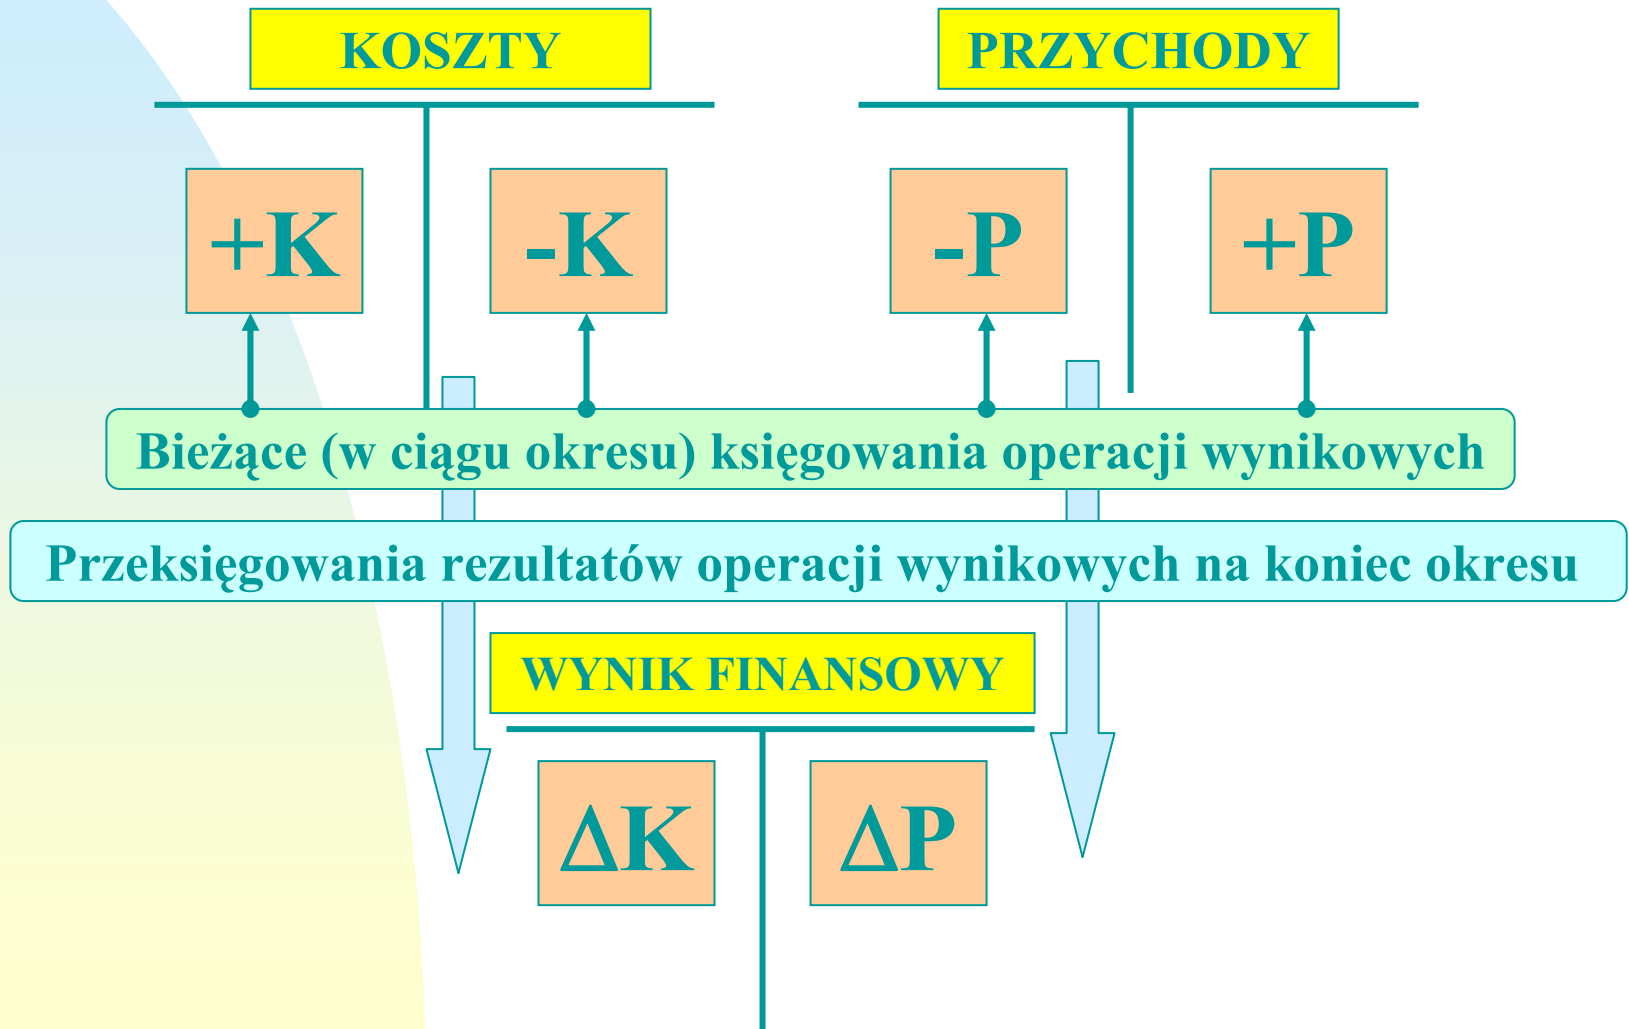 KOSZTY
PRZYCHODY
+K
-K
-P
+P
Bieżące (w ciągu okresu) księgowania operacji wynikowych
Przeksięgowania rezultatów operacji wynikowych na koniec okresu
WYNIK FINANSOWY
ΔK
ΔP